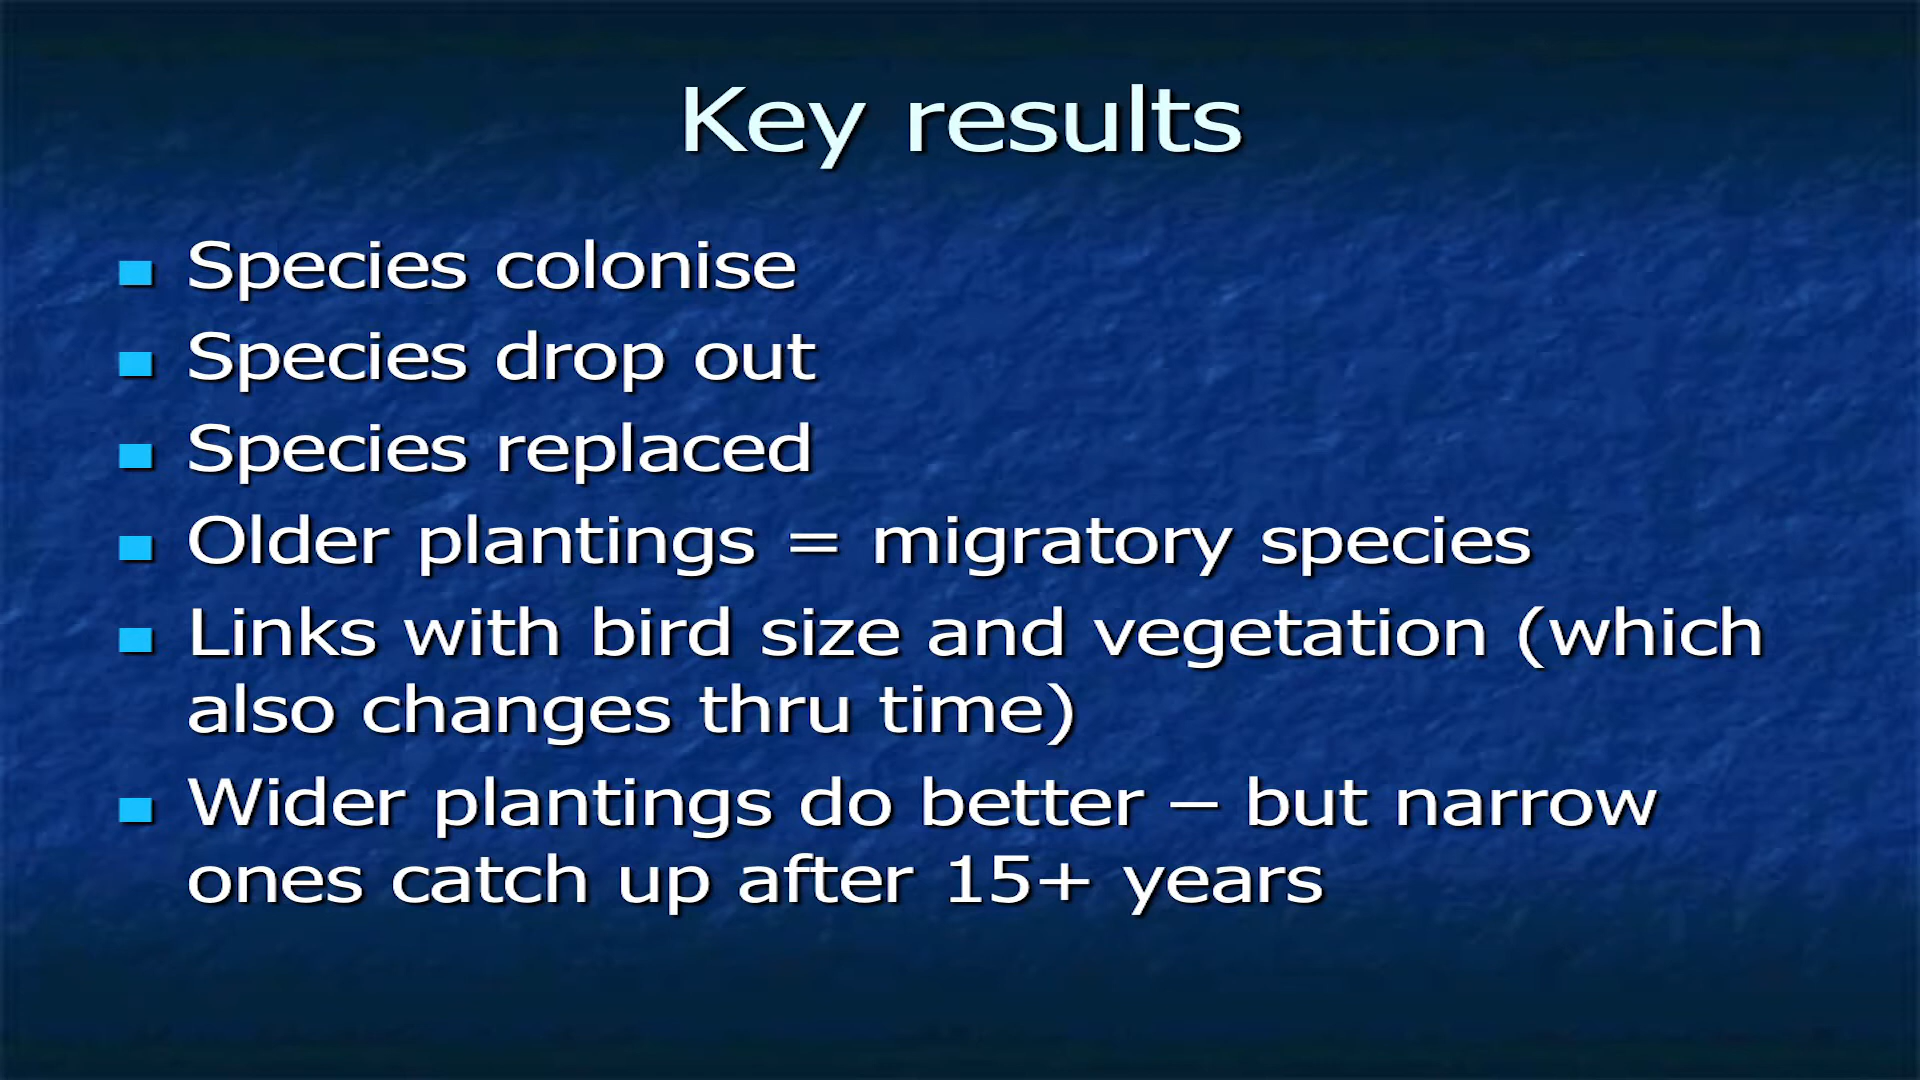 Key results
Species colonise
Species drop out
Species replaced
Older plantings = migratory species
Links with bird size and vegetation (which
also changes thru time)
Wider plantings do better – but narrow
ones catch up after 15+ years